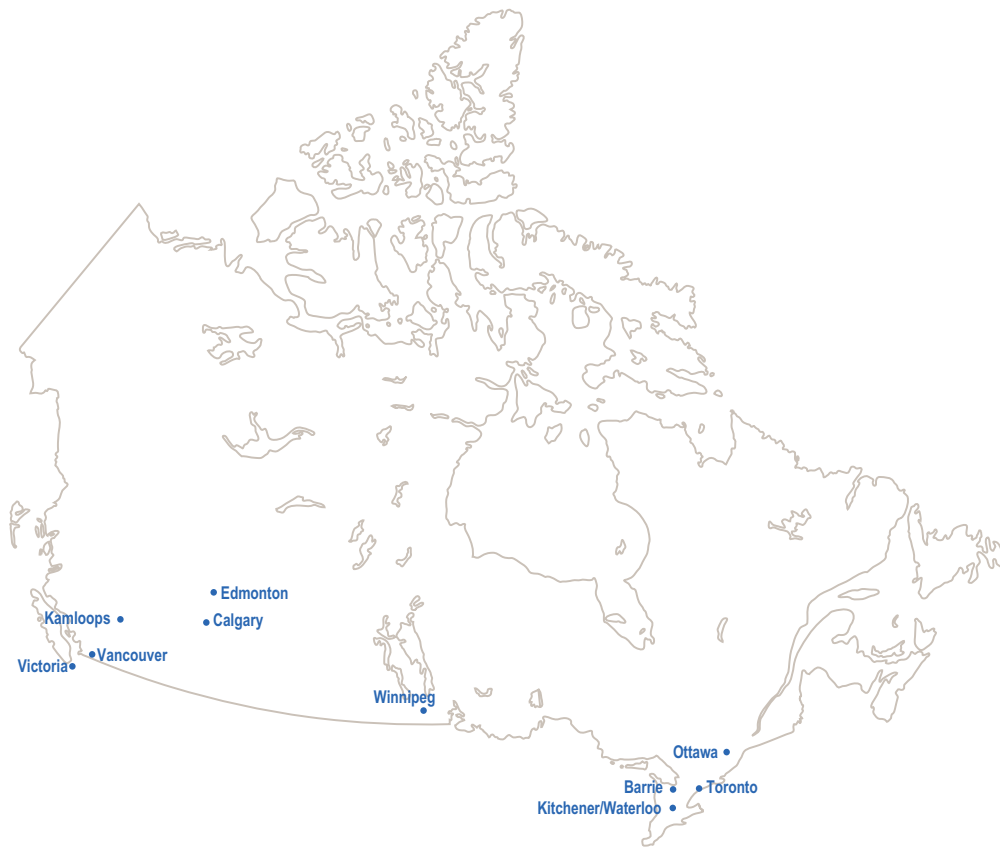 Edmonton
Kamloops
Calgary
Vancouver
Victoria
Winnipeg
Ottawa
Barrie
Toronto
Kitchener/Waterloo